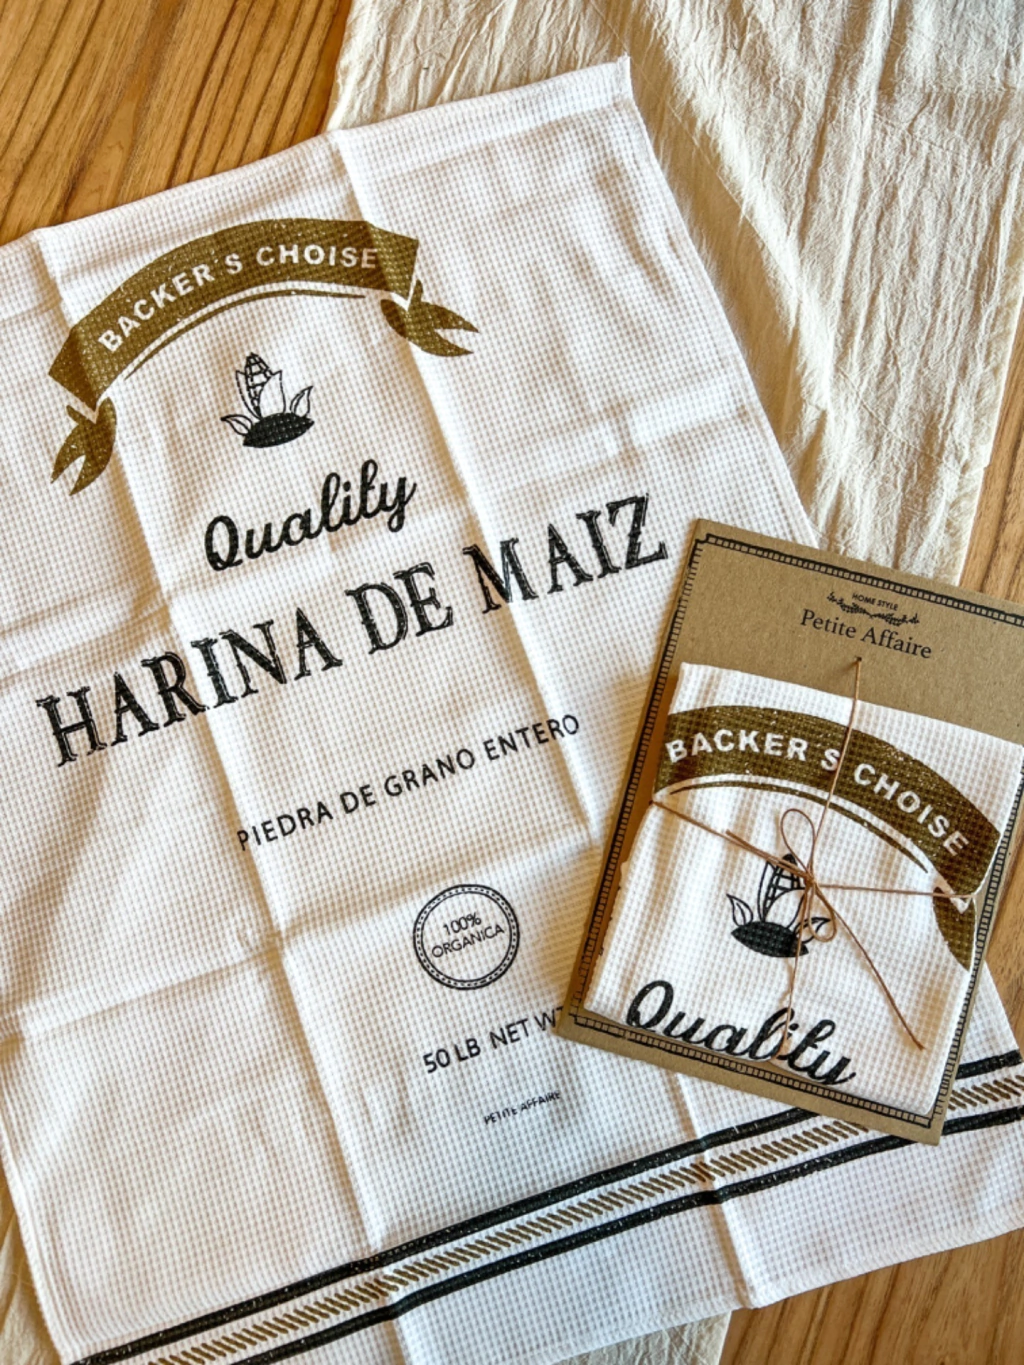 BACKER´S CHOISE
Quality
HARINA DE MAIZ
PIEDRA DE GRANO ENTERO
100%
ORGANICA
50 LB NET WT
PETITE AFFAIRE
HOME STYLE
Petite Affaire
BACKER´S CHOISE
Quality